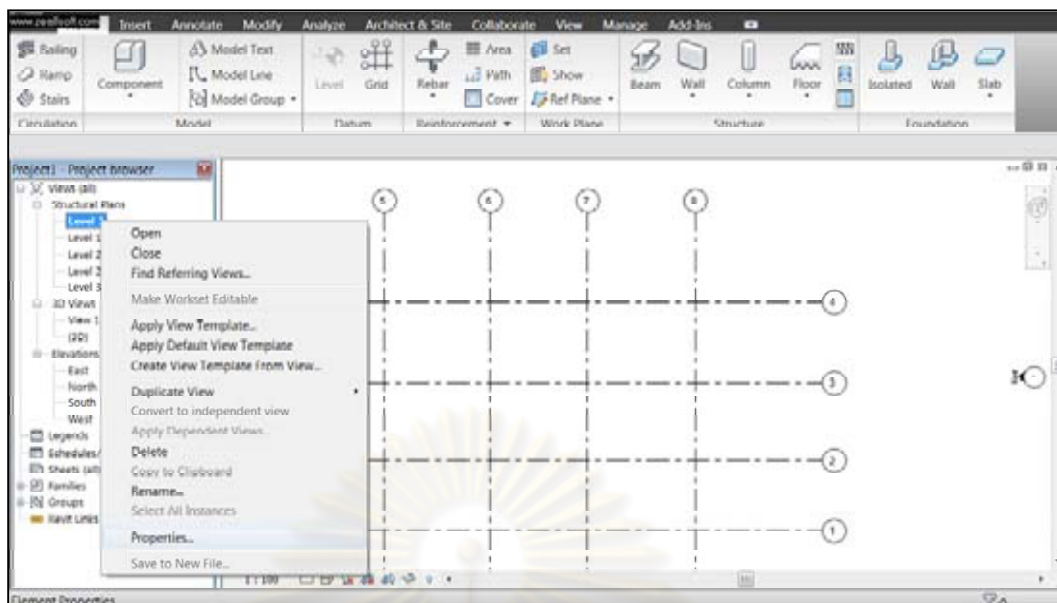 www.zeallsoft.com
Insert Annotate Modify Analyze Architect & Site Collaborate View Manage Add-Ins
Railing
Ramp
Stairs
Component
Model Text
Model Line
Model Group
Level
Grid
Rebar
Area
Path
Cover
Set
Show
Ref Plane
Beam
Wall
Column
Floor
Isolated
Wall
Slab
Circulation Model Datum Reinforcement Work Plane Structure Foundation
Project1 - Project browser
Views (all)
Structural Plans
Level 1
Level 2
Level 2
Level 3
3D Views
View 1
Elevations
East
North
South
West
Legends
Schedules/
Sheets (all)
Families
Groups
Revit Links
Open
Close
Find Referring Views...
Make Workset Editable
Apply View Template...
Apply Default View Template
Create View Template From View...
Duplicate View
Convert to independent view
Apply Dependent Views...
Delete
Copy to Clipboard
Rename...
Select All Instances
Properties...
Save to New File...
5
6
7
8
4
3
2
1
1 : 100
Element Properties